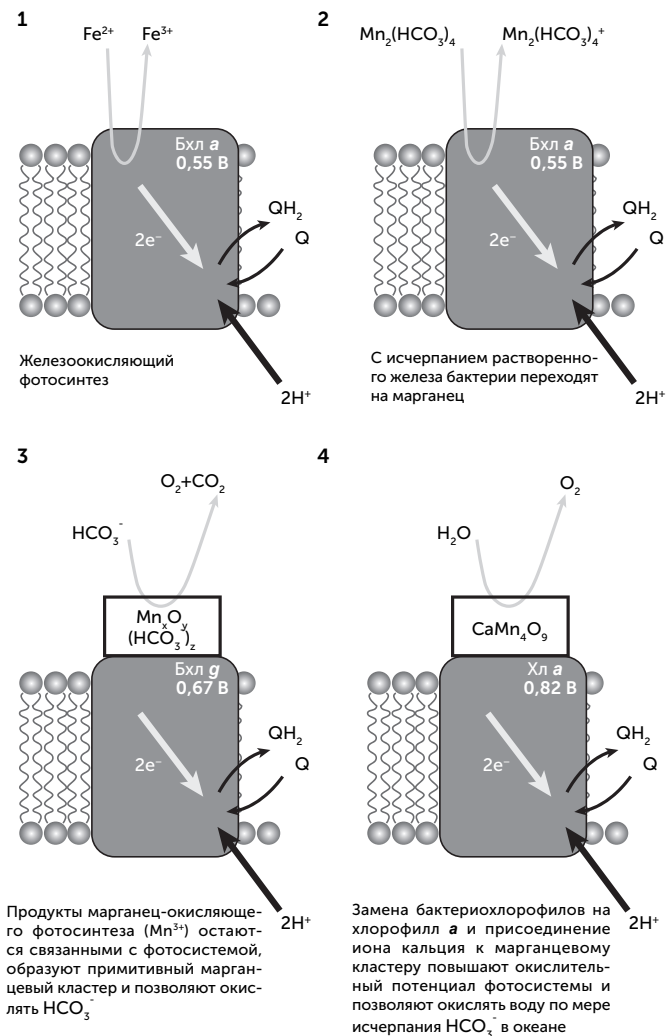 1
Fe²⁺ Fe³⁺
Бхл a
0,55 В
2e⁻
QH₂
Q
2H⁺
Железоокисляющий
фотосинтез
2
Mn₂(HCO₃)₄ Mn₂(HCO₃)₄⁺
Бхл a
0,55 В
2e⁻
QH₂
Q
2H⁺
С исчерпанием растворенно-
го железа бактерии переходят
на марганец
3
O₂+CO₂
HCO₃⁻
MnₓOᵧ
(HCO₃⁻)z
Бхл g
0,67 В
2e⁻
QH₂
Q
2H⁺
Продукты марганец-окисляюще-
го фотосинтеза (Mn³⁺) остают-
ся связанными с фотосистемой,
образуют примитивный марган-
цевый кластер и позволяют окис-
лять HCO₃⁻
4
O₂
H₂O
CaMn₄O₉
Хл a
0,82 В
2e⁻
QH₂
Q
2H⁺
Замена бактериохлорофилов на
хлорофилл a и присоединение
иона кальция к марганцевому
кластеру повышают окислитель-
ный потенциал фотосистемы и
позволяют окислять воду по мере
исчерпания HCO₃⁻ в океане